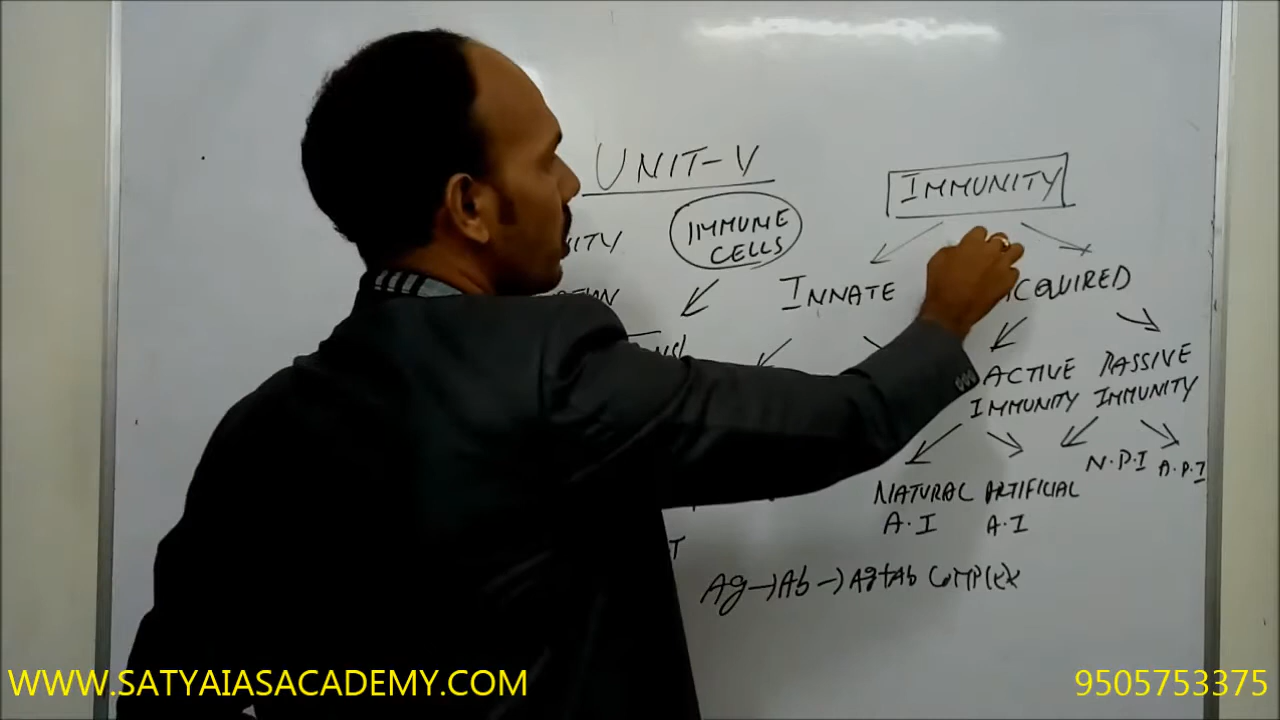 UNIT-V
IMMUNITY
IMMUNE
CELLS
INNATE
ACQUIRED
ACTIVE
IMMUNITY
PASSIVE
IMMUNITY
N.P.I
A.P.I
NATURAL
A.I
ARTIFICIAL
A.I
Ag→Ab→Ag+Ab COMPLEX
WWW.SATYAIASACADEMY.COM
9505753375